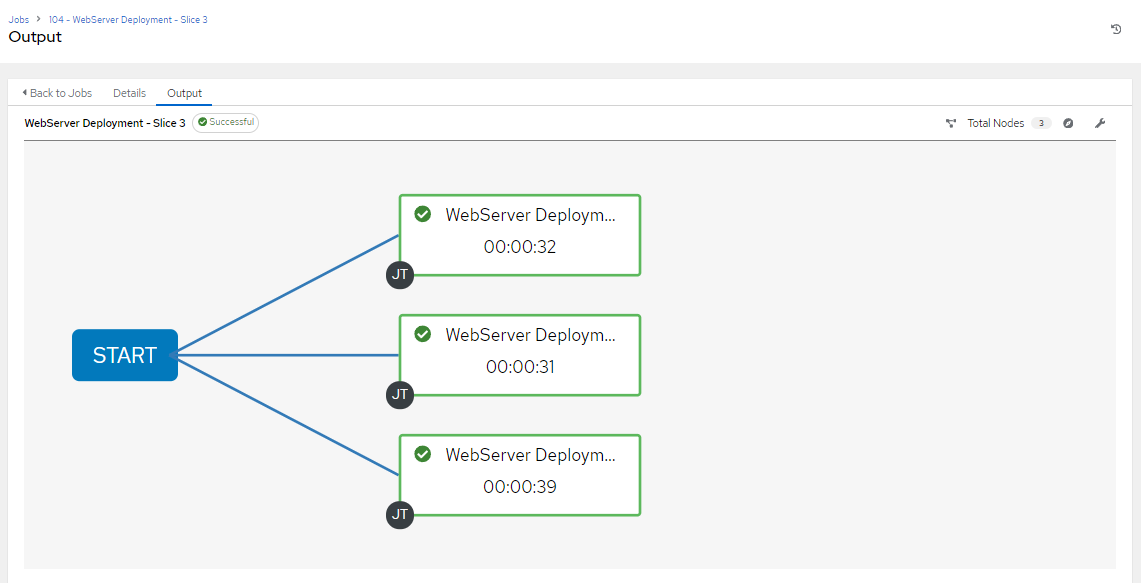 Jobs > 104 - WebServer Deployment - Slice 3
Output
Back to Jobs Details Output
WebServer Deployment - Slice 3 Successful Total Nodes 3
WebServer Deploym...
00:00:32
JT
START
WebServer Deploym...
00:00:31
JT
WebServer Deploym...
00:00:39
JT